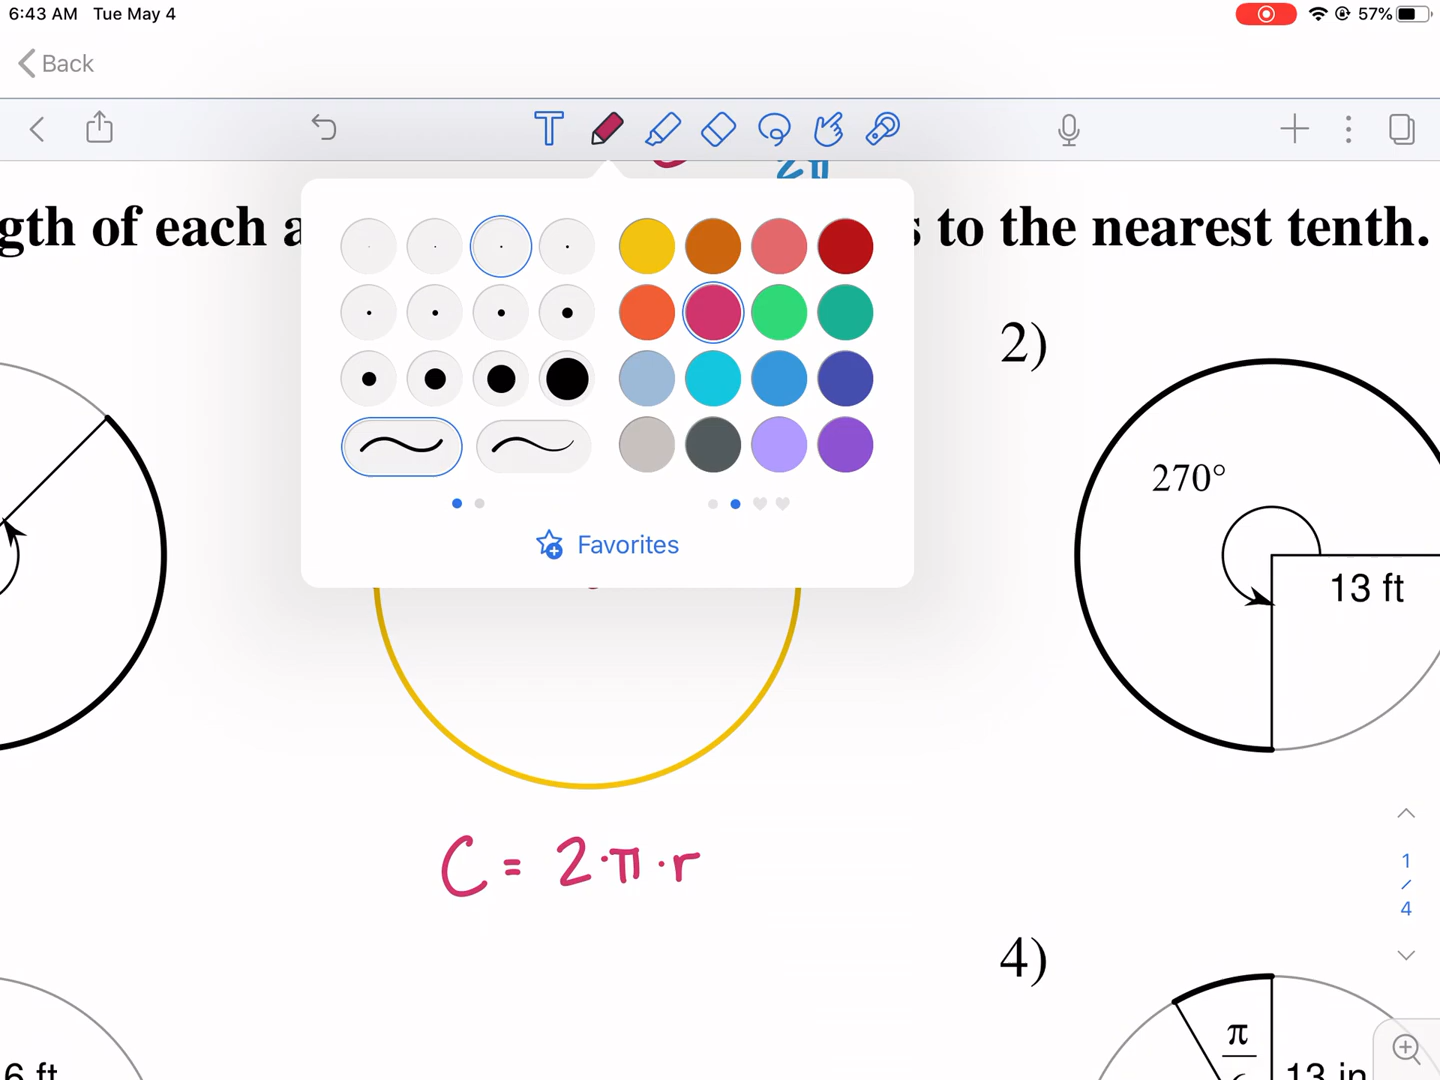 6:43 AM Tue May 4
57%
Back
T
2π
gth of each a
s to the nearest tenth.
2)
270°
13 ft
Favorites
C = 2·π·r
1
/
4
4)
π
13 in
6 ft